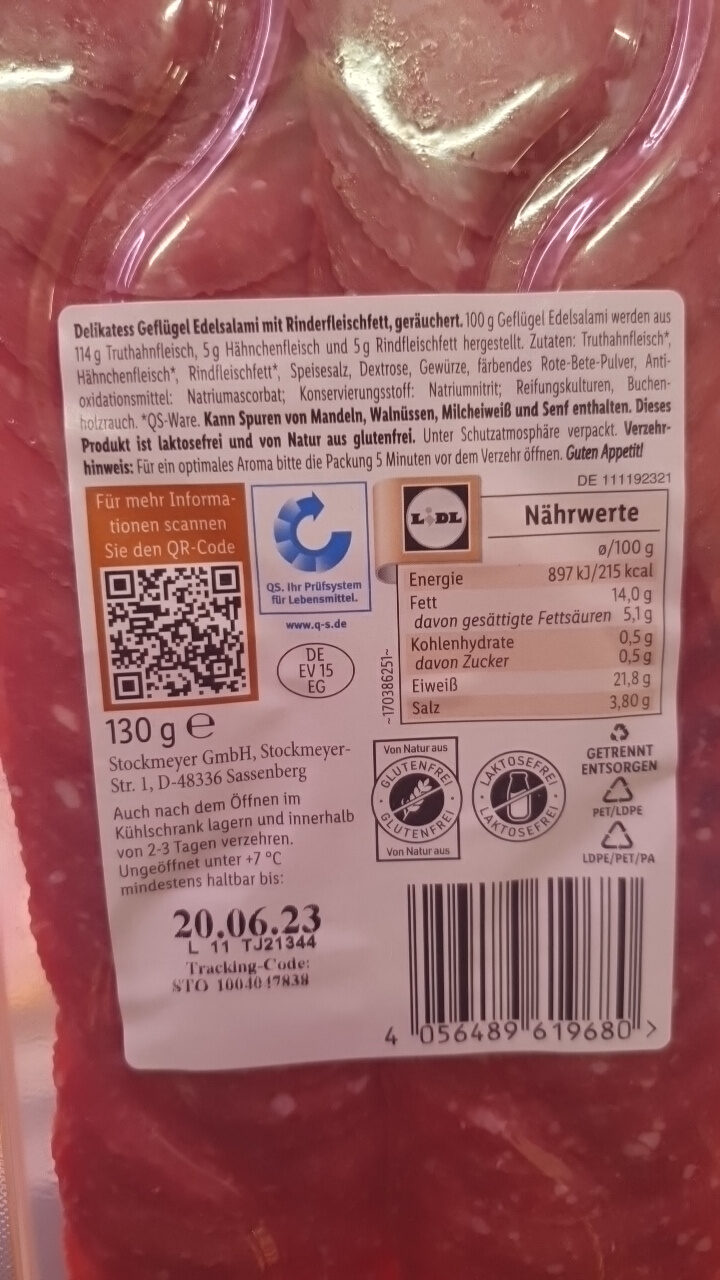 Delikatess Geflügel Edelsalami mit Rinderfleischfett, geräuchert. 100 g Geflügel Edelsalami werden aus
114 g Truthahnfleisch, 5 g Hähnchenfleisch und 5 g Rindfleischfett hergestellt. Zutaten: Truthahnfleisch*,
Hähnchenfleisch*, Rindfleischfett*, Speisesalz, Dextrose, Gewürze, färbendes Rote-Bete-Pulver, Anti-
oxidationsmittel: Natriumascorbat; Konservierungsstoff: Natriumnitrit; Reifungskulturen, Buchen-
holzrauch. *QS-Ware. Kann Spuren von Mandeln, Walnüssen, Milcheiweiß und Senf enthalten. Dieses
Produkt ist laktosefrei und von Natur aus glutenfrei. Unter Schutzatmosphäre verpackt. Verzehr-
hinweis: Für ein optimales Aroma bitte die Packung 5 Minuten vor dem Verzehr öffnen. Guten Appetit!
DE 111192321
Für mehr Informa-
tionen scannen
Sie den QR-Code
QS. Ihr Prüfsystem
für Lebensmittel.
www.q-s.de
DE
EV 15
EG
LIDL
Nährwerte
ø/100 g
Energie 897 kJ/215 kcal
Fett 14,0 g
davon gesättigte Fettsäuren 5,1 g
Kohlenhydrate 0,5 g
davon Zucker 0,5 g
Eiweiß 21,8 g
Salz 3,80 g
~170386251~
130 g e
Stockmeyer GmbH, Stockmeyer-
Str. 1, D-48336 Sassenberg
Auch nach dem Öffnen im
Kühlschrank lagern und innerhalb
von 2-3 Tagen verzehren.
Ungeöffnet unter +7 °C
mindestens haltbar bis:
20.06.23
L 11 TJ21344
Tracking-Code:
STO 1004047838
Von Natur aus
GLUTENFREI
GLUTENFREI
Von Natur aus
LAKTOSEFREI
LAKTOSEFREI
GETRENNT
ENTSORGEN
PET/LDPE
LDPE/PET/PA
4 056489 619680 >